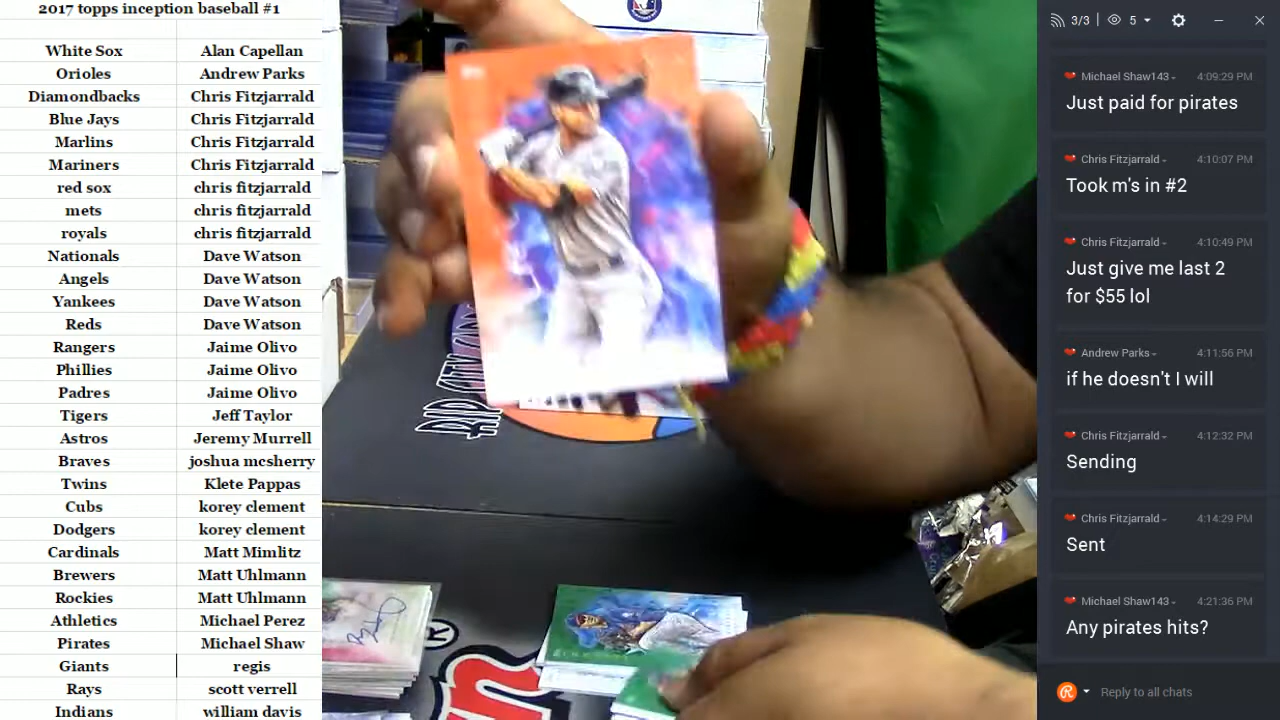 2017 topps inception baseball #1
White Sox Alan Capellan
Orioles Andrew Parks
Diamondbacks Chris Fitzjarrald
Blue Jays Chris Fitzjarrald
Marlins Chris Fitzjarrald
Mariners Chris Fitzjarrald
red sox chris fitzjarrald
mets chris fitzjarrald
royals chris fitzjarrald
Nationals Dave Watson
Angels Dave Watson
Yankees Dave Watson
Reds Dave Watson
Rangers Jaime Olivo
Phillies Jaime Olivo
Padres Jaime Olivo
Tigers Jeff Taylor
Astros Jeremy Murrell
Braves joshua mcsherry
Twins Klete Pappas
Cubs korey clement
Dodgers korey clement
Cardinals Matt Mimlitz
Brewers Matt Uhlmann
Rockies Matt Uhlmann
Athletics Michael Perez
Pirates Michael Shaw
Giants regis
Rays scott verrell
Indians william davis
RIP CITY
3/3 5
Michael Shaw143 4:09:29 PM
Just paid for pirates
Chris Fitzjarrald 4:10:07 PM
Took m's in #2
Chris Fitzjarrald 4:10:49 PM
Just give me last 2
for $55 lol
Andrew Parks 4:11:56 PM
if he doesn't I will
Chris Fitzjarrald 4:12:32 PM
Sending
Chris Fitzjarrald 4:14:29 PM
Sent
Michael Shaw143 4:21:36 PM
Any pirates hits?
Reply to all chats